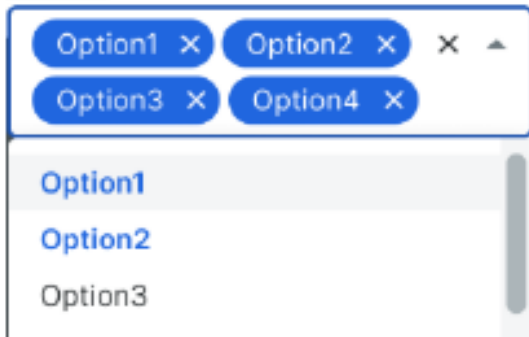 Option1 × Option2 × ×
Option3 × Option4 ×
Option1
Option2
Option3